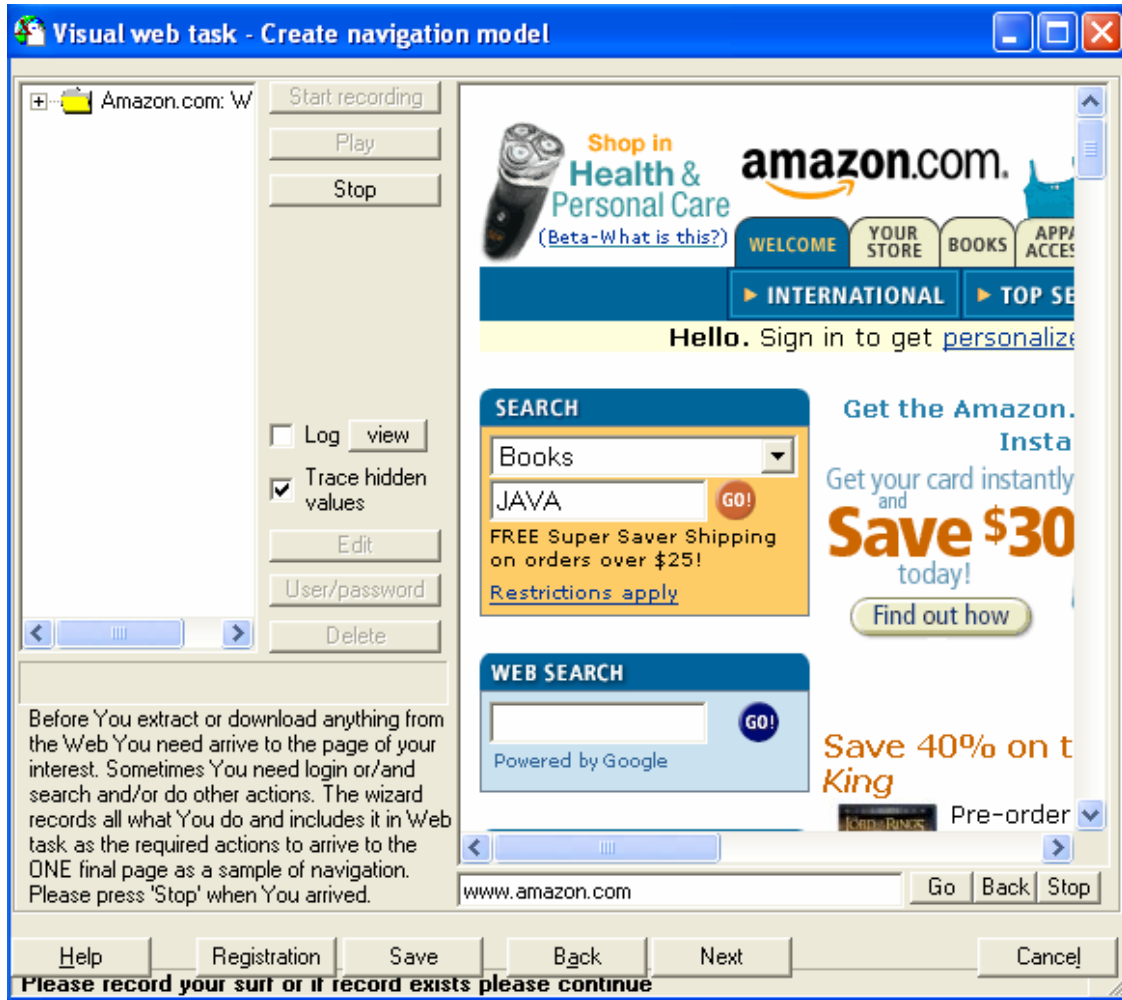 Visual web task - Create navigation model
Amazon.com: W
Start recording
Play
Stop
Log
view
Trace hidden
values
Edit
User/password
Delete
Before You extract or download anything from
the Web You need arrive to the page of your
interest. Sometimes You need login or/and
search and/or do other actions. The wizard
records all what You do and includes it in Web
task as the required actions to arrive to the
ONE final page as a sample of navigation.
Please press 'Stop' when You arrived.
Shop in
Health &
Personal Care
(Beta-What is this?)
amazon.com.
WELCOME
YOUR
STORE
BOOKS
APPA
ACCES
INTERNATIONAL
TOP SE
Hello. Sign in to get personalize
SEARCH
Books
JAVA
GO!
FREE Super Saver Shipping
on orders over $25!
Restrictions apply
WEB SEARCH
GO!
Powered by Google
Get the Amazon.
Insta
Get your card instantly
and
Save $30
today!
Find out how
Save 40% on t
King
LORD RINGS
Pre-order
www.amazon.com
Go
Back
Stop
Help
Registration
Save
Back
Next
Cancel
Please record your surf or if record exists please continue